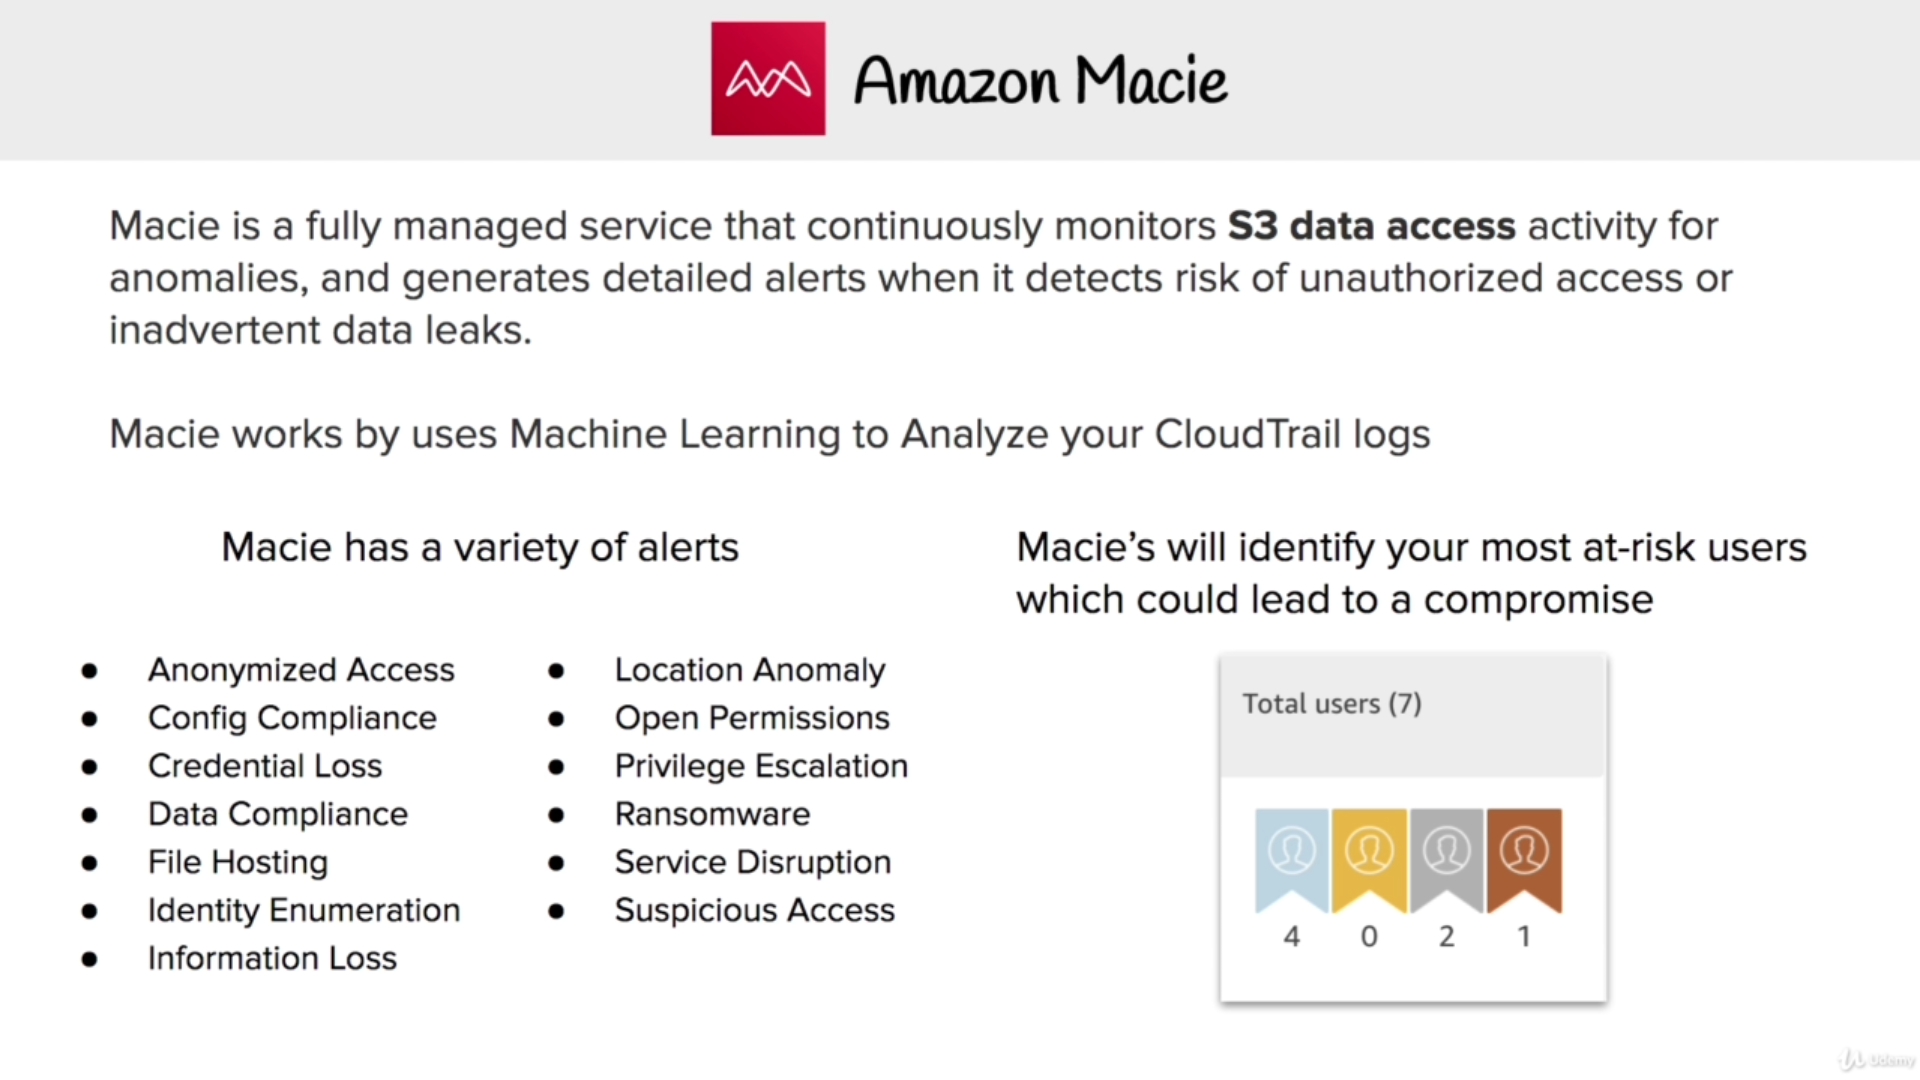 Amazon Macie
Macie is a fully managed service that continuously monitors S3 data access activity for
anomalies, and generates detailed alerts when it detects risk of unauthorized access or
inadvertent data leaks.
Macie works by uses Machine Learning to Analyze your CloudTrail logs
Macie has a variety of alerts
Anonymized Access
Config Compliance
Credential Loss
Data Compliance
File Hosting
Identity Enumeration
Information Loss
Location Anomaly
Open Permissions
Privilege Escalation
Ransomware
Service Disruption
Suspicious Access
Macie’s will identify your most at-risk users
which could lead to a compromise
Total users (7)
4 0 2 1
Udemy